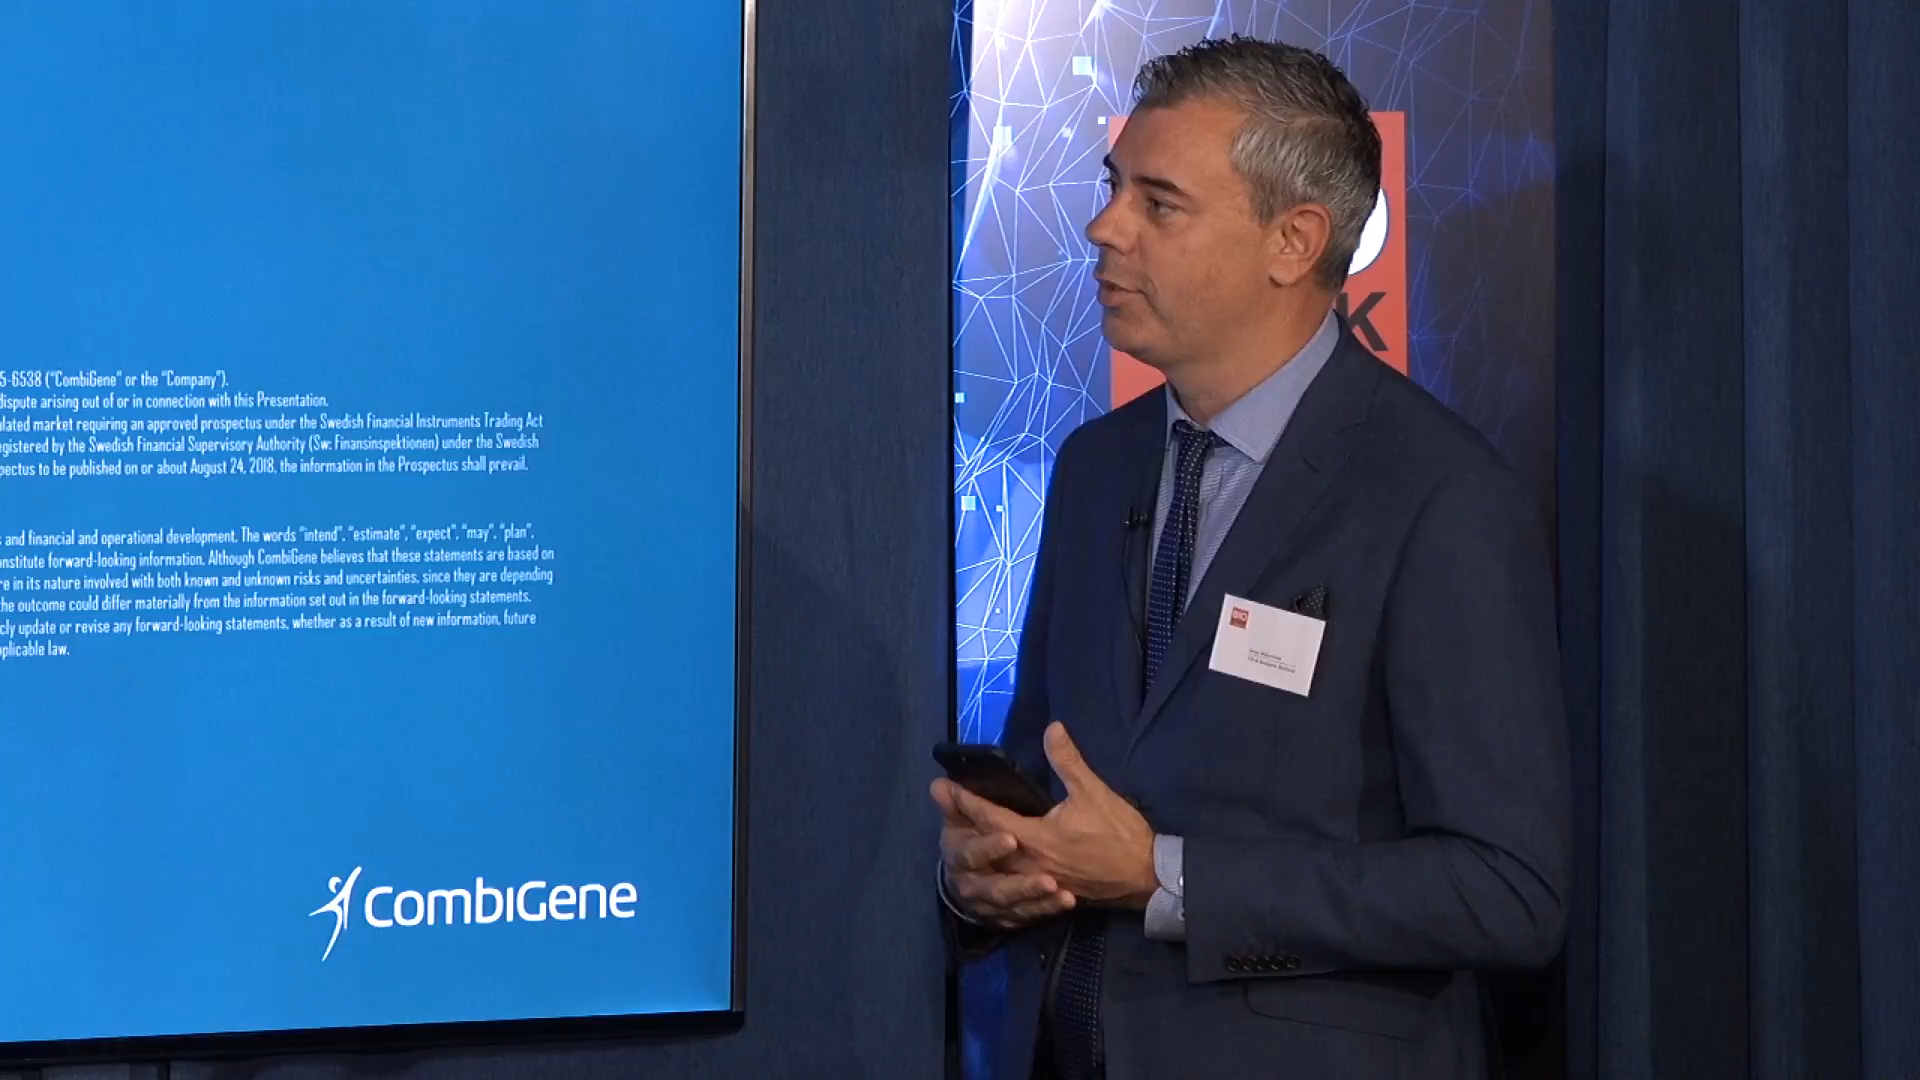 5-6538 (“CombiGene” or the “Company”).
dispute arising out of or in connection with this Presentation.
ulated market requiring an approved prospectus under the Swedish Financial Instruments Trading Act
egistered by the Swedish Financial Supervisory Authority (Sw: Finansinspektionen) under the Swedish
pectus to be published on or about August 24, 2018, the information in the Prospectus shall prevail.
s and financial and operational development. The words “intend”, “estimate”, “expect”, “may”, “plan”,
onstitute forward-looking information. Although CombiGene believes that these statements are based on
re in its nature involved with both known and unknown risks and uncertainties, since they are depending
the outcome could differ materially from the information set out in the forward-looking statements.
cly update or revise any forward-looking statements, whether as a result of new information, future
plicable law.
CombiGene
K
BIO